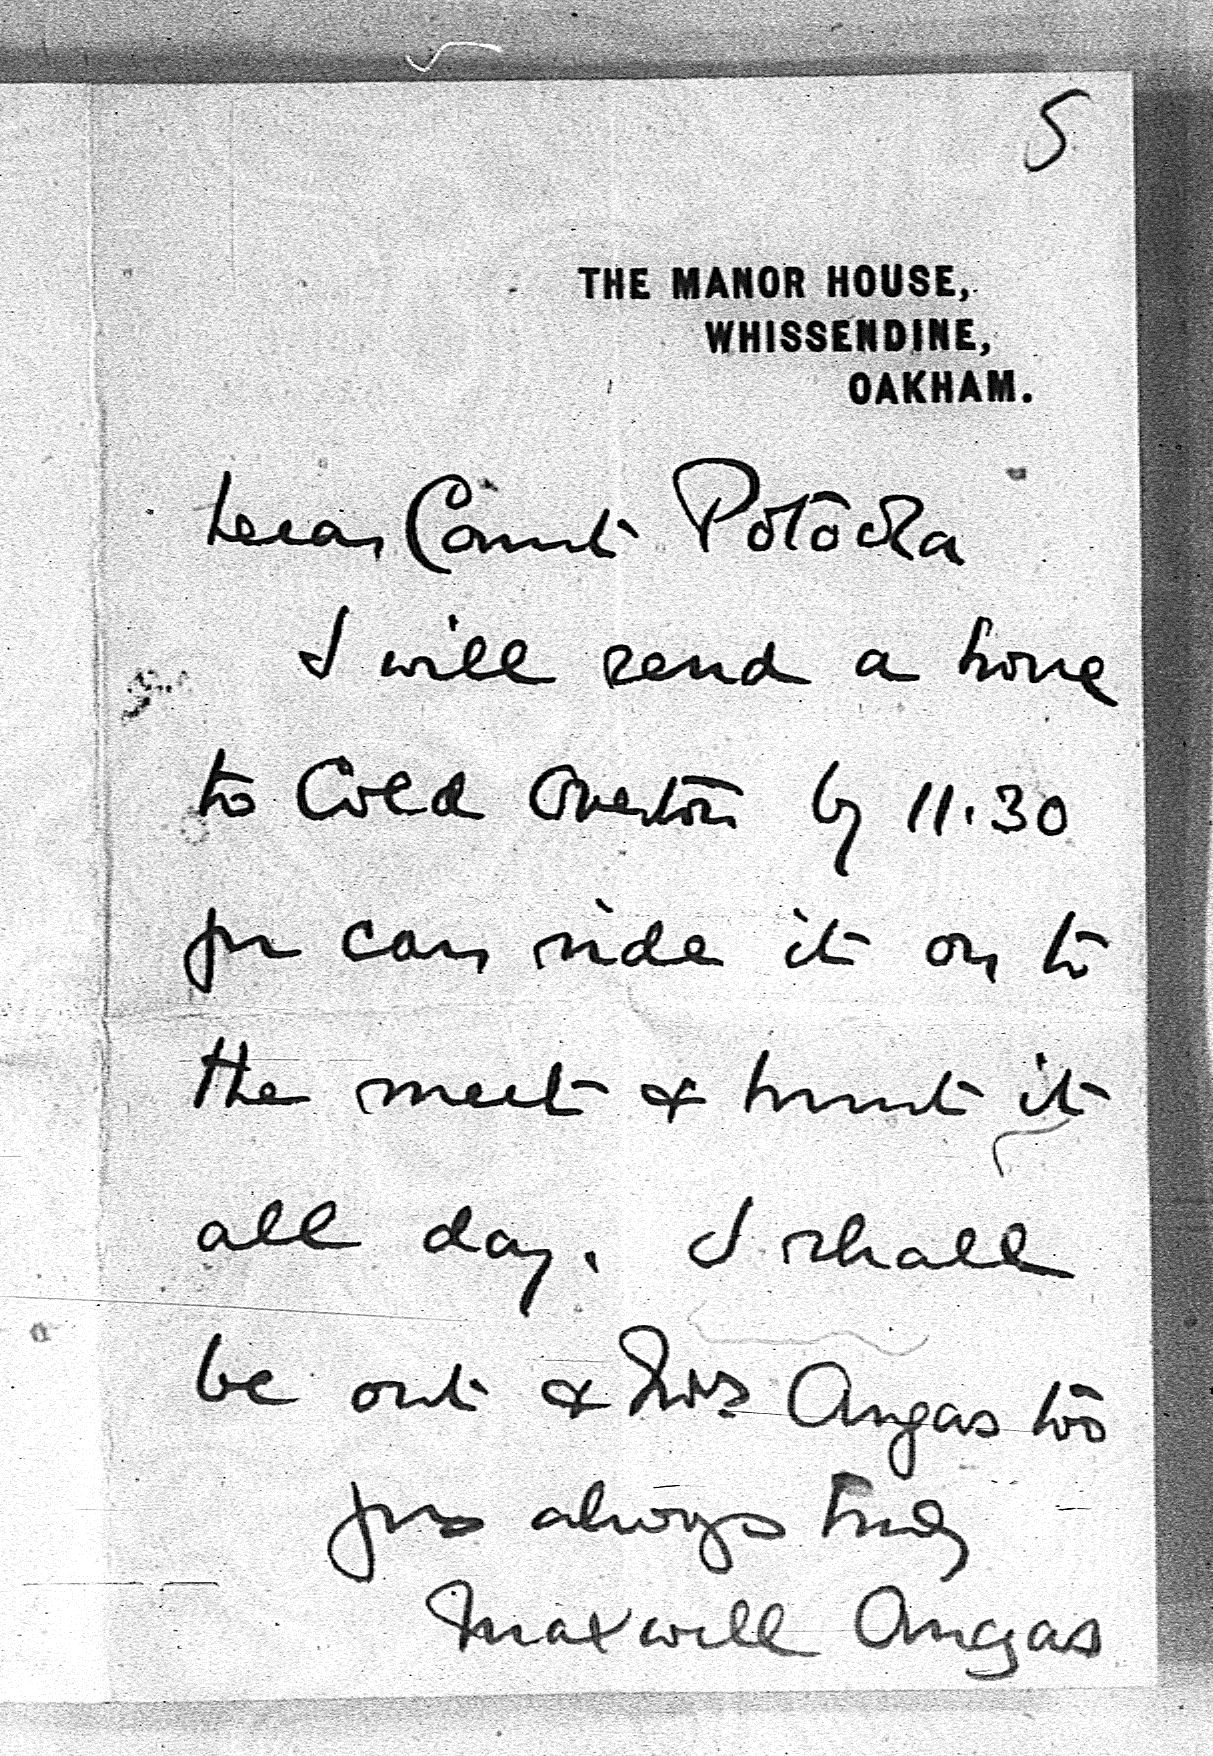 5
THE MANOR HOUSE,
WHISSENDINE,
OAKHAM.
Dear Count Potocka
I will send a horse
to Cold Overton by 11.30
you can ride it on to
the meet & hunt it
all day. I shall
be out & Mrs Angas too
yrs always truly
Maxwell Angas